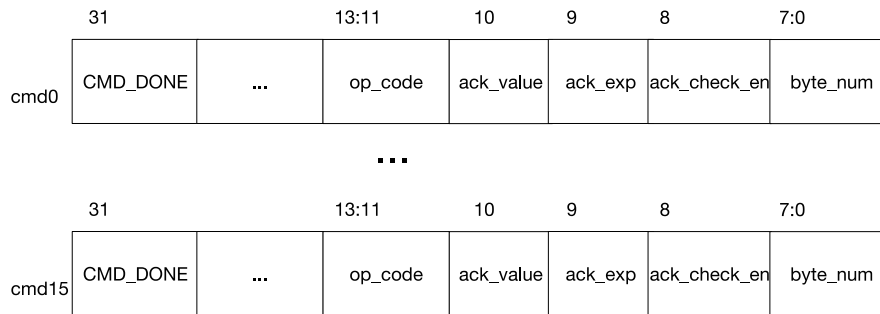 31 13:11 10 9 8 7:0
cmd0 CMD_DONE ... op_code ack_value ack_exp ack_check_en byte_num
...
31 13:11 10 9 8 7:0
cmd15 CMD_DONE ... op_code ack_value ack_exp ack_check_en byte_num